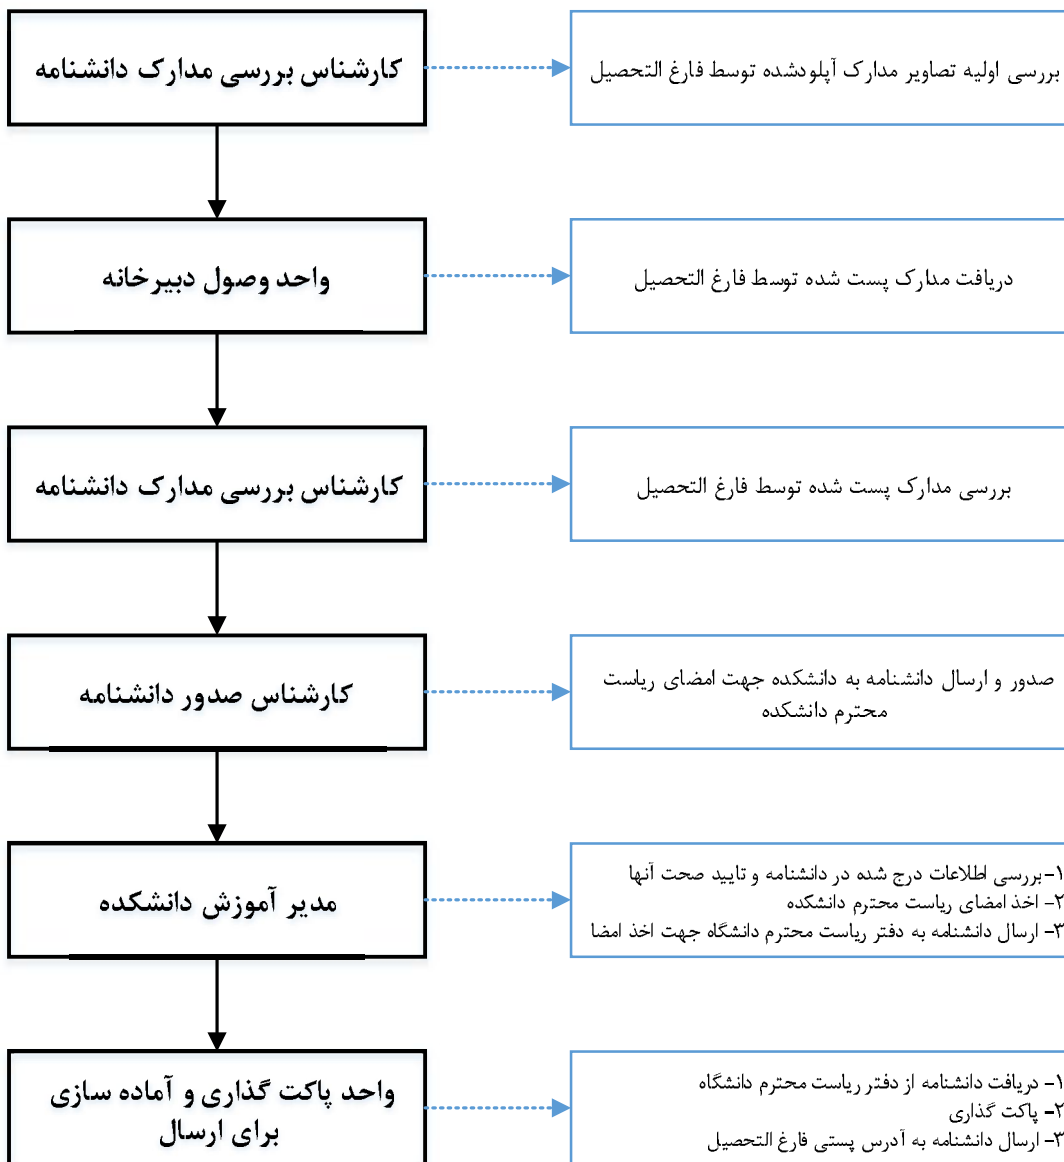 کارشناس بررسی مدارک دانشنامه
بررسی اولیه تصاویر مدارک آپلودشده توسط فارغ التحصیل
واحد وصول دبیرخانه
دریافت مدارک پست شده توسط فارغ التحصیل
کارشناس بررسی مدارک دانشنامه
بررسی مدارک پست شده توسط فارغ التحصیل
کارشناس صدور دانشنامه
صدور و ارسال دانشنامه به دانشکده جهت امضای ریاست
محترم دانشکده
مدیر آموزش دانشکده
۱-بررسی اطلاعات درج شده در دانشنامه و تایید صحت آنها
۲- اخذ امضای ریاست محترم دانشکده
۳- ارسال دانشنامه به دفتر ریاست محترم دانشگاه جهت اخذ امضا
واحد پاکت گذاری و آماده سازی
برای ارسال
۱- دریافت دانشنامه از دفتر ریاست محترم دانشگاه
۲- پاکت گذاری
۳- ارسال دانشنامه به آدرس پستی فارغ التحصیل